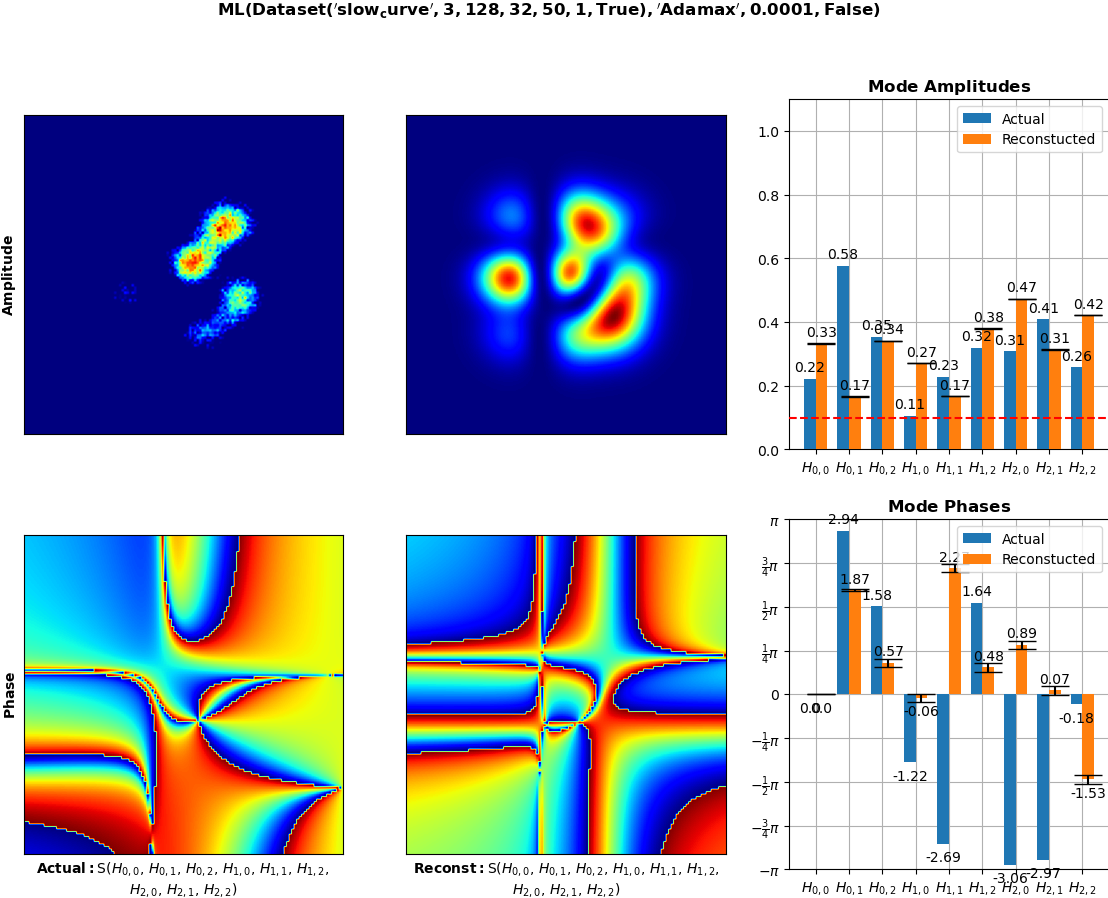 ML(Dataset('slow_curve', 3, 128, 32, 50, 1, True), 'Adamax', 0.0001, False)
Amplitude
Mode Amplitudes
Actual
Reconstucted
1.0
0.8
0.6
0.4
0.2
0.0
0.22 0.58 0.35 0.11 0.23 0.32 0.31 0.41 0.26
0.33 0.17 0.34 0.27 0.17 0.38 0.47 0.31 0.42
H0,0 H0,1 H0,2 H1,0 H1,1 H1,2 H2,0 H2,1 H2,2
Phase
Actual: S(H0,0, H0,1, H0,2, H1,0, H1,1, H1,2,
H2,0, H2,1, H2,2)
Reconst: S(H0,0, H0,1, H0,2, H1,0, H1,1, H1,2,
H2,0, H2,1, H2,2)
Mode Phases
Actual
Reconstucted
π
3/4π
1/2π
1/4π
0
−1/4π
−1/2π
−3/4π
−π
0.0 2.94 1.58 -1.22 -2.69 1.64 -3.06 -2.97 -0.18
0.0 1.87 0.57 -0.06 0.48 0.89 0.07 -1.53
H0,0 H0,1 H0,2 H1,0 H1,1 H1,2 H2,0 H2,1 H2,2